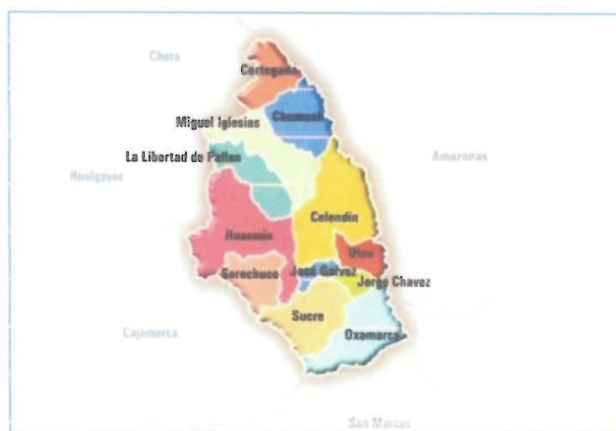 Chota
Cortegana
Chumuch
Miguel Iglesias
La Libertad de Pallan
Amazonas
Hualgayoc
Celendín
Huasmin
Utco
Sorochuco
José Galvez
Jorge Chavez
Sucre
Cajamarca
Oxamarca
San Marcos